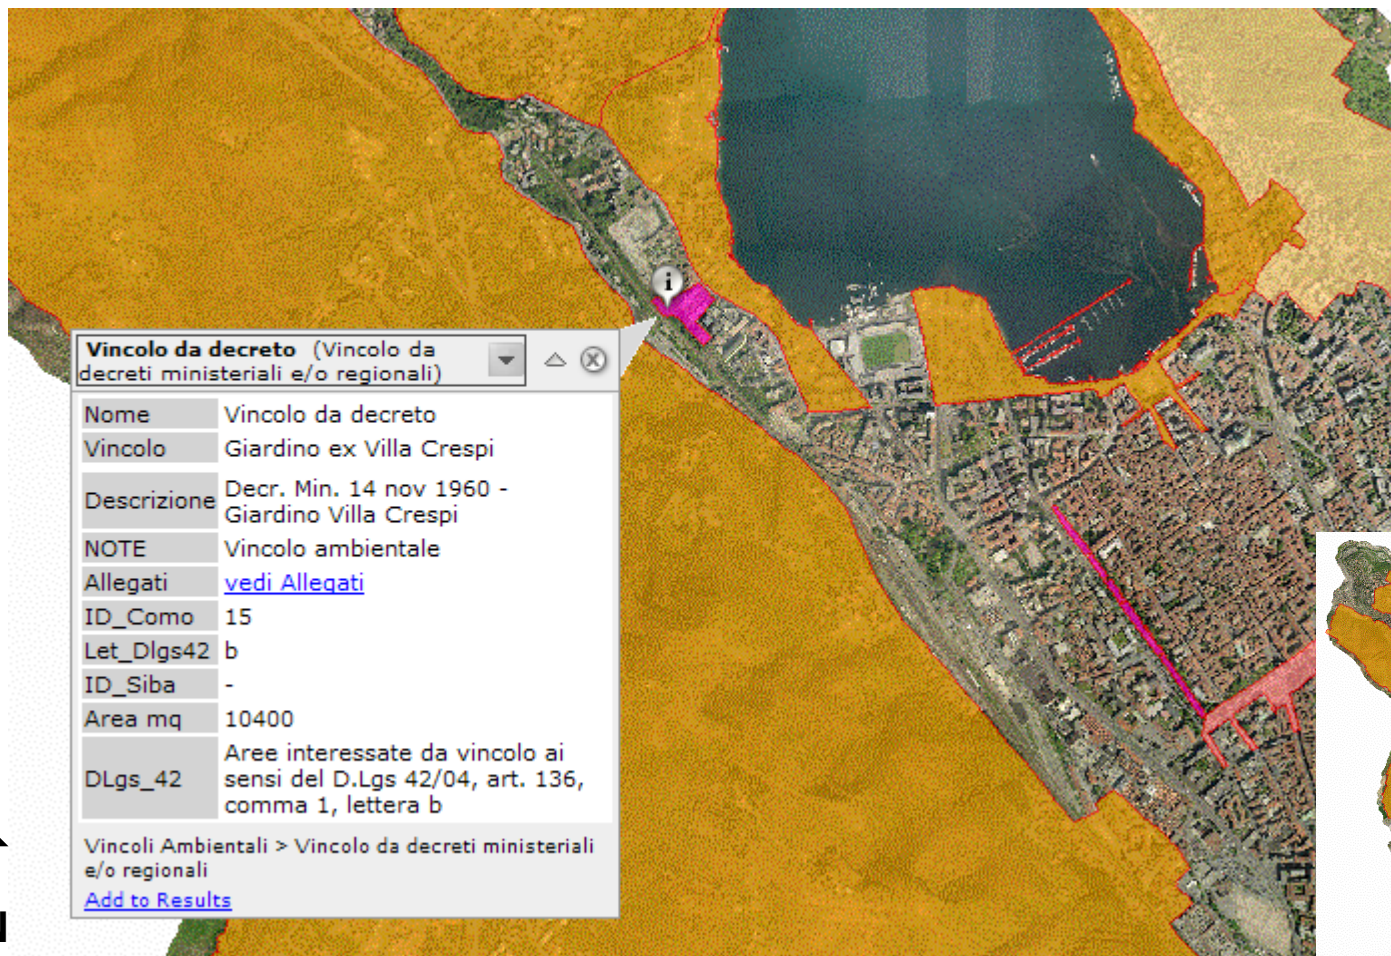 Vincolo da decreto (Vincolo da
decreti ministeriali e/o regionali)
Nome Vincolo da decreto
Vincolo Giardino ex Villa Crespi
Descrizione Decr. Min. 14 nov 1960 -
Giardino Villa Crespi
NOTE Vincolo ambientale
Allegati vedi Allegati
ID_Como 15
Let_Dlgs42 b
ID_Siba -
Area mq 10400
DLgs_42 Aree interessate da vincolo ai
sensi del D.Lgs 42/04, art. 136,
comma 1, lettera b
Vincoli Ambientali > Vincolo da decreti ministeriali
e/o regionali
Add to Results